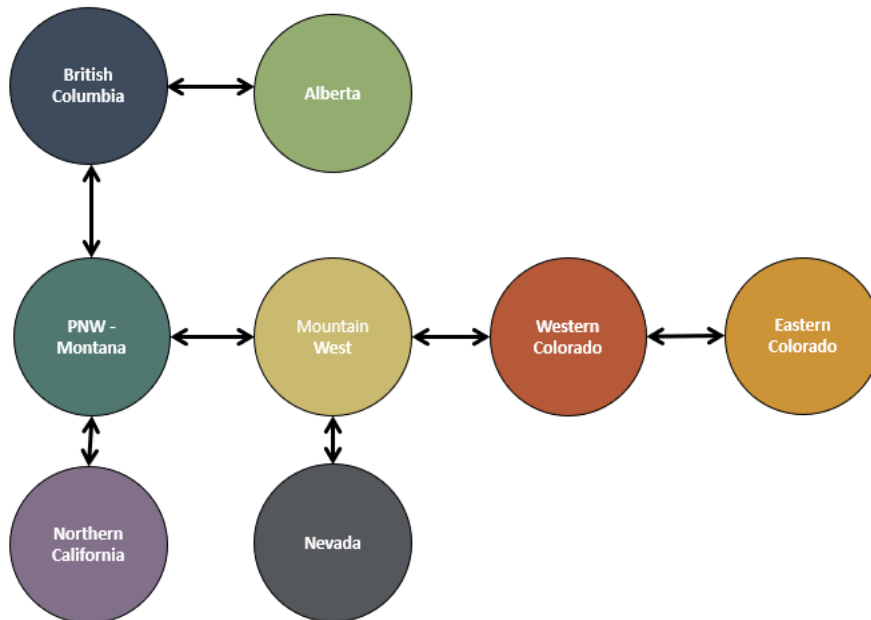 British
Columbia
Alberta
PNW -
Montana
Mountain
West
Western
Colorado
Eastern
Colorado
Northern
California
Nevada